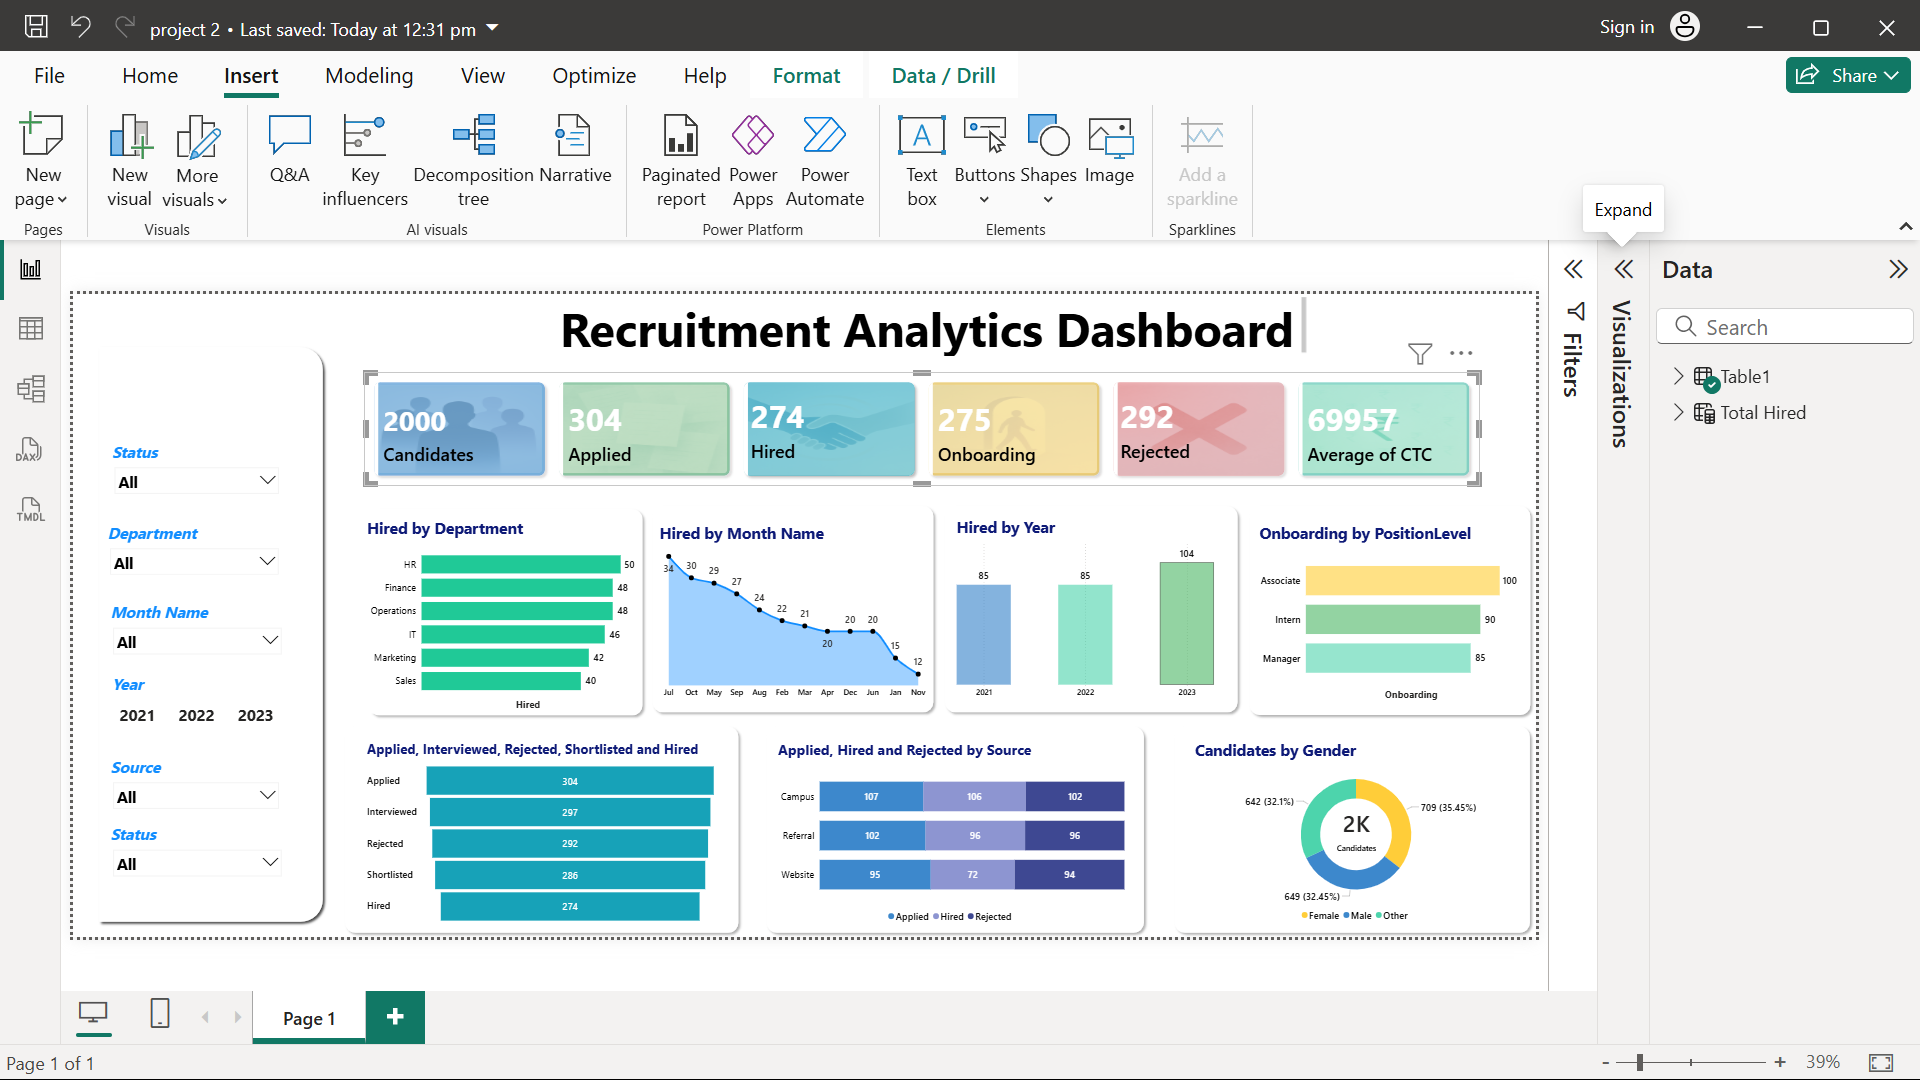 project 2 • Last saved: Today at 12:31 pm
Sign in
File Home Insert Modeling View Optimize Help Format Data / Drill
Share
New page
New visual
More visuals
Q&A
Key influencers
Decomposition tree
Narrative
Paginated report
Power Apps
Power Automate
Text box
Buttons
Shapes
Image
Add a sparkline
Pages
Visuals
AI visuals
Power Platform
Elements
Sparklines
Expand
DAX
TMDL
Recruitment Analytics Dashboard
Status
All
Department
All
Month Name
All
Year
2021 2022 2023
Source
All
Status
All
2000
Candidates
304
Applied
274
Hired
275
Onboarding
292
Rejected
69957
Average of CTC
Hired by Department
HR 50
Finance 48
Operations 48
IT 46
Marketing 42
Sales 40
Hired
Hired by Month Name
34 30 29 27 24 22 21 20 20 20 15 12
Jul Oct May Sep Aug Feb Mar Apr Dec Jun Jan Nov
Hired by Year
85 85 104
2021 2022 2023
Onboarding by PositionLevel
Associate 100
Intern 90
Manager 85
Onboarding
Applied, Interviewed, Rejected, Shortlisted and Hired
Applied 304
Interviewed 297
Rejected 292
Shortlisted 286
Hired 274
Applied, Hired and Rejected by Source
Campus 107 106 102
Referral 102 96 96
Website 95 72 94
Applied Hired Rejected
Candidates by Gender
642 (32.1%)
709 (35.45%)
2K
Candidates
649 (32.45%)
Female Male Other
Filters
Visualizations
Data
Search
Table1
Total Hired
Page 1
Page 1 of 1
- + 39%